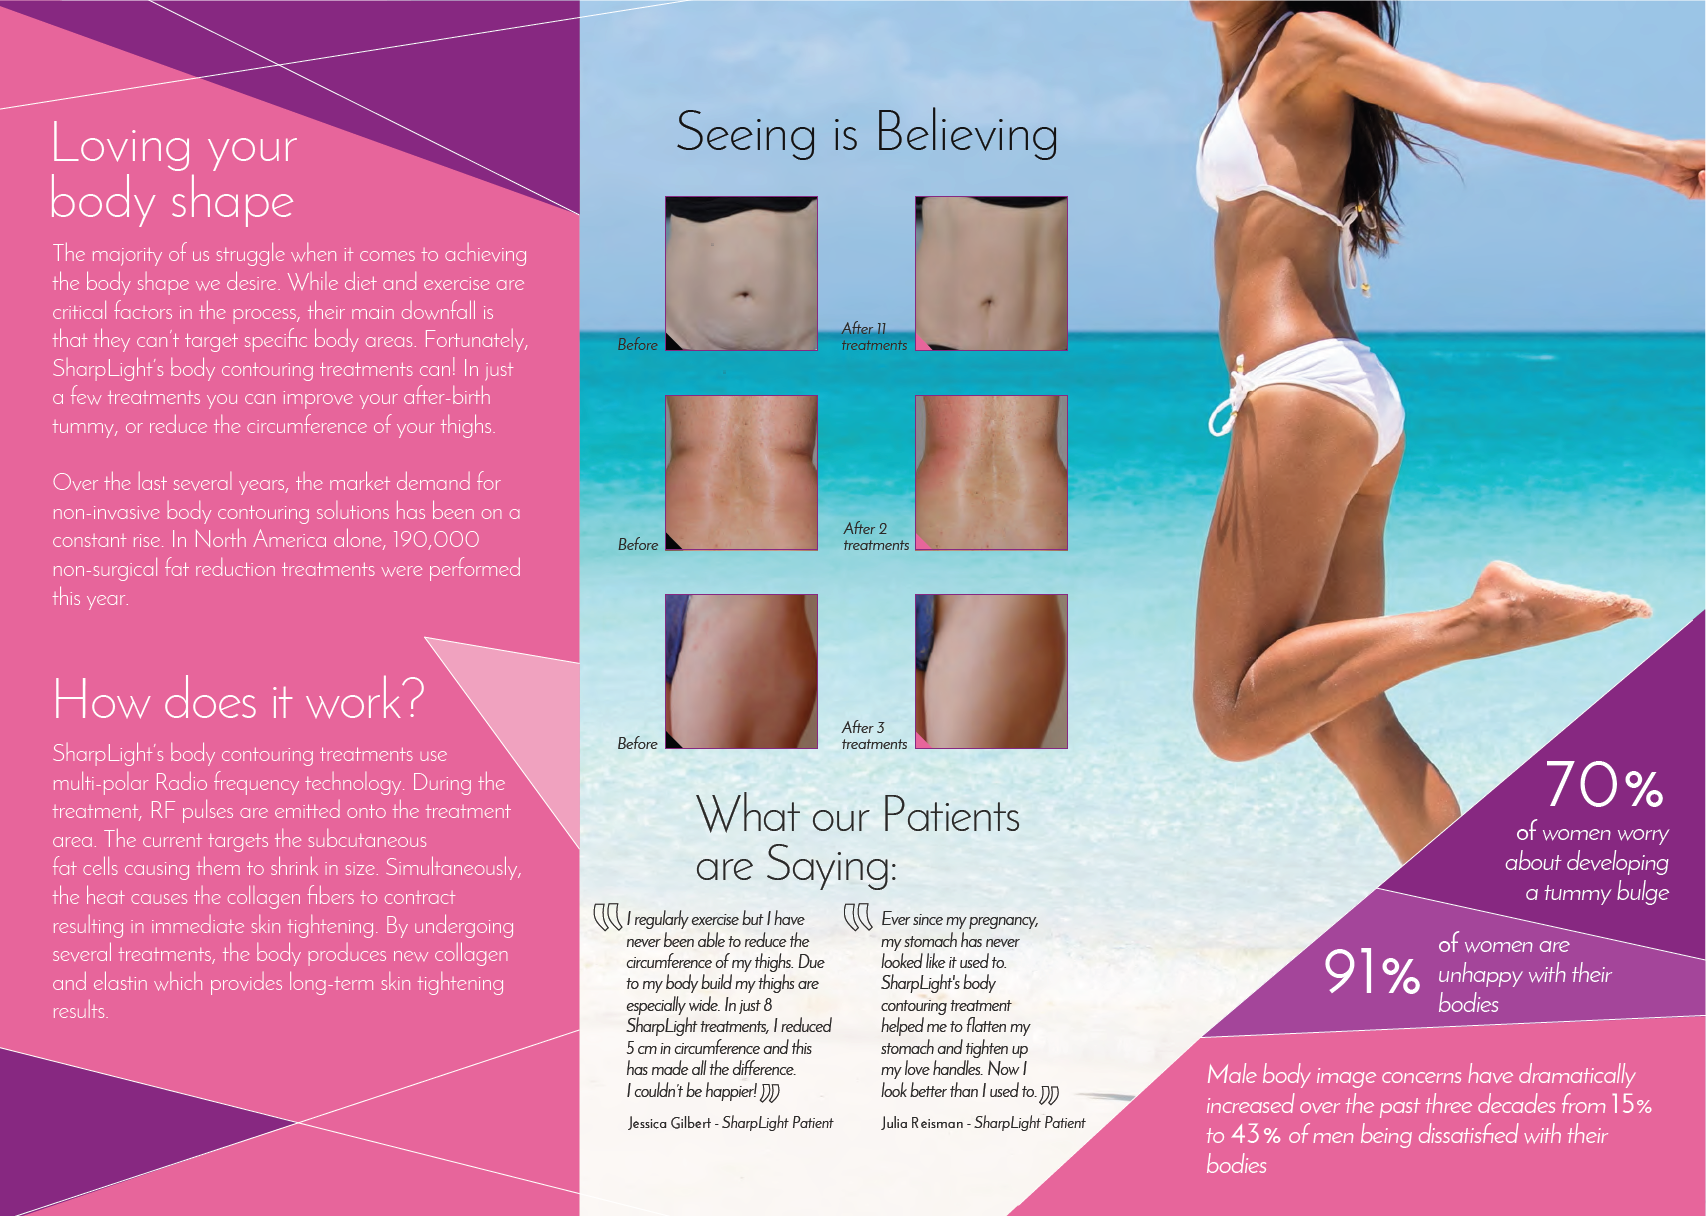 Loving your
body shape
The majority of us struggle when it comes to achieving
the body shape we desire. While diet and exercise are
critical factors in the process, their main downfall is
that they can't target specific body areas. Fortunately,
SharpLight's body contouring treatments can! In just
a few treatments you can improve your after-birth
tummy, or reduce the circumference of your thighs.
Over the last several years, the market demand for
non-invasive body contouring solutions has been on a
constant rise. In North America alone, 190,000
non-surgical fat reduction treatments were performed
this year.
How does it work?
SharpLight's body contouring treatments use
multi-polar Radio frequency technology. During the
treatment, RF pulses are emitted onto the treatment
area. The current targets the subcutaneous
fat cells causing them to shrink in size. Simultaneously,
the heat causes the collagen fibers to contract
resulting in immediate skin tightening. By undergoing
several treatments, the body produces new collagen
and elastin which provides long-term skin tightening
results.
Seeing is Believing
Before
After 11
treatments
Before
After 2
treatments
Before
After 3
treatments
What our Patients
are Saying:
I regularly exercise but I have
never been able to reduce the
circumference of my thighs. Due
to my body build my thighs are
especially wide. In just 8
SharpLight treatments, I reduced
5 cm in circumference and this
has made all the difference.
I couldn't be happier!
Jessica Gilbert - SharpLight Patient
Ever since my pregnancy,
my stomach has never
looked like it used to.
SharpLight's body
contouring treatment
helped me to flatten my
stomach and tighten up
my love handles. Now I
look better than I used to.
Julia Reisman - SharpLight Patient
70%
of women worry
about developing
a tummy bulge
91%
of women are
unhappy with their
bodies
Male body image concerns have dramatically
increased over the past three decades from 15%
to 43% of men being dissatisfied with their
bodies